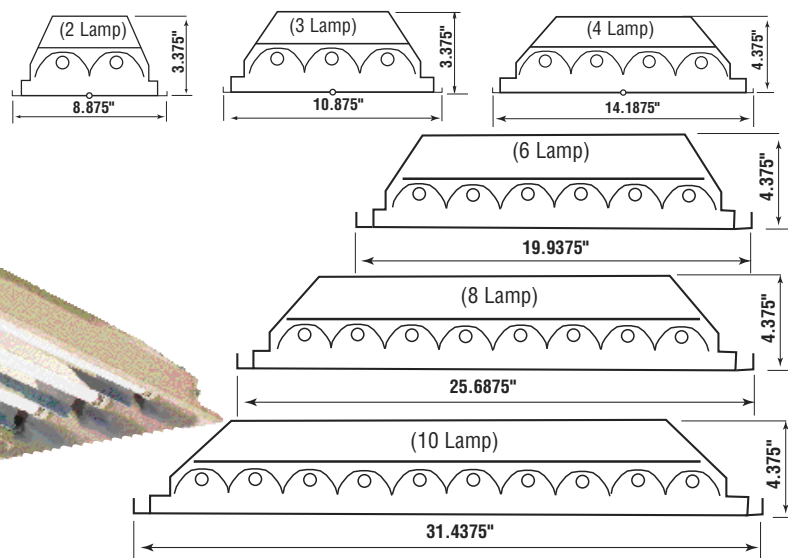 (2 Lamp)
3.375"
8.875"
(3 Lamp)
3.375"
10.875"
(4 Lamp)
4.375"
14.1875"
(6 Lamp)
4.375"
19.9375"
(8 Lamp)
4.375"
25.6875"
(10 Lamp)
4.375"
31.4375"